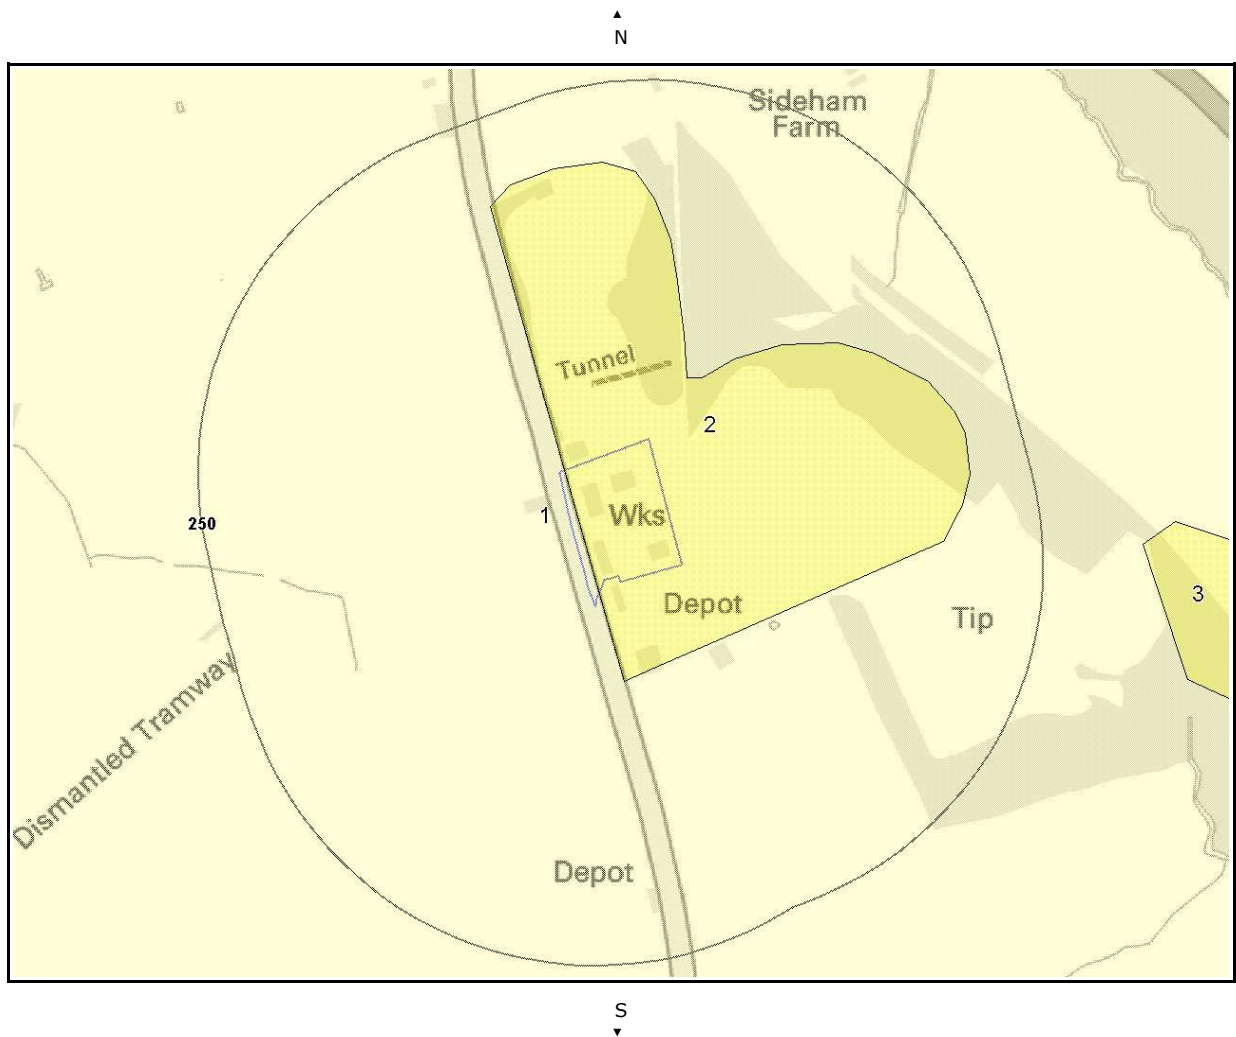 N
Sideham
Farm
Tunnel
2
250
1
Wks
3
Depot
Tip
Dismantled Tramway
Depot
S